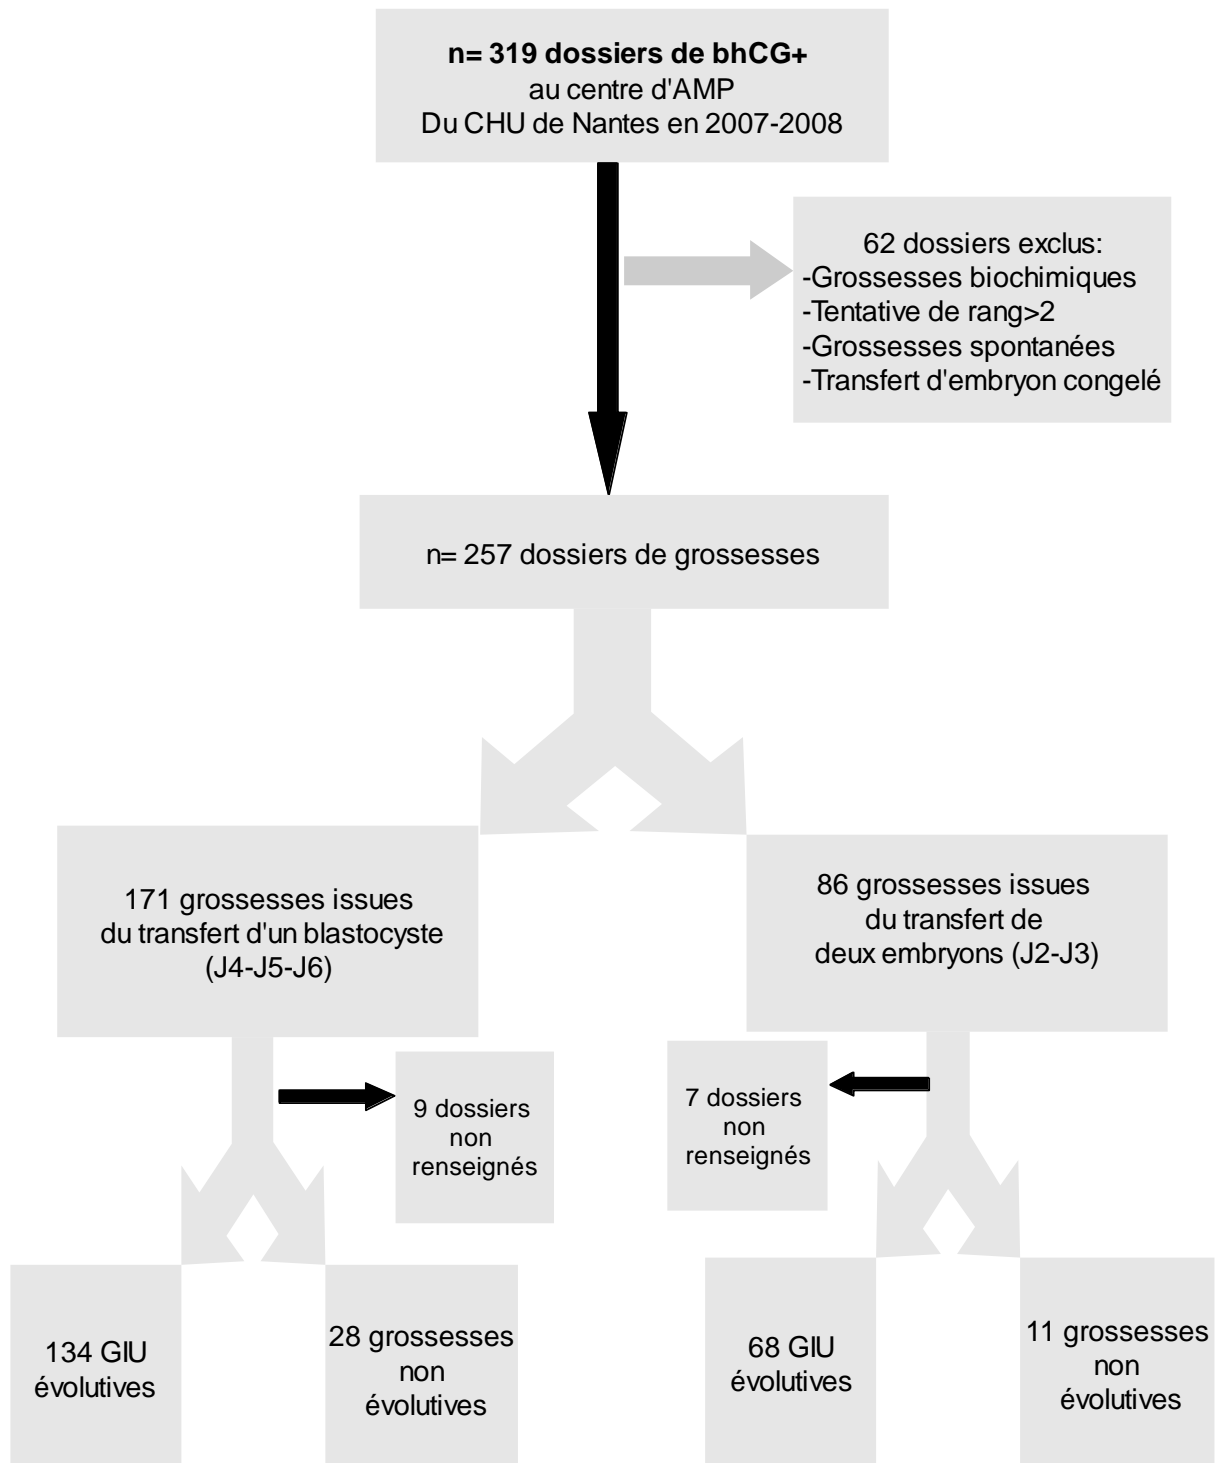 n= 319 dossiers de bhCG+
au centre d'AMP
Du CHU de Nantes en 2007-2008
62 dossiers exclus:
-Grossesses biochimiques
-Tentative de rang>2
-Grossesses spontanées
-Transfert d'embryon congelé
n= 257 dossiers de grossesses
171 grossesses issues
du transfert d'un blastocyste
(J4-J5-J6)
86 grossesses issues
du transfert de
deux embryons (J2-J3)
9 dossiers
non
renseignés
7 dossiers
non
renseignés
134 GIU
évolutives
28 grossesses
non
évolutives
68 GIU
évolutives
11 grossesses
non
évolutives